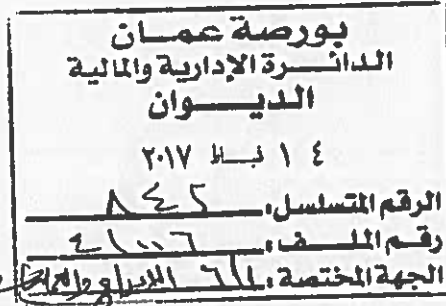 بورصة عمان
الدائرة الإدارية والمالية
الديوان
١٤ شباط ٢٠١٧
الرقم المتسلسل: ٨٤٥
رقم الملف:
الجهة المختصة: